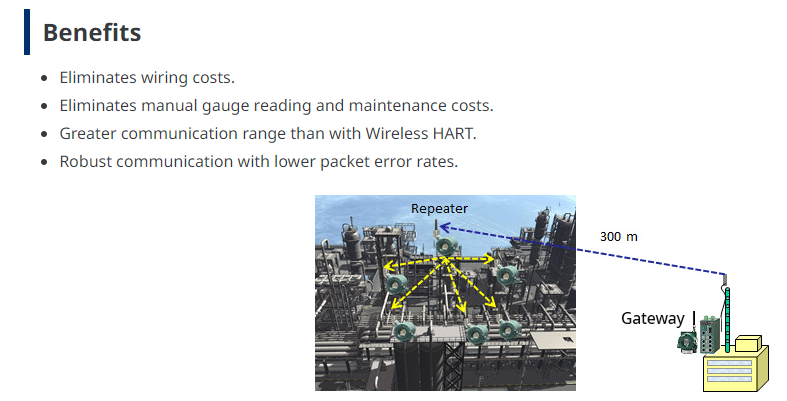 Benefits
Eliminates wiring costs.
Eliminates manual gauge reading and maintenance costs.
Greater communication range than with Wireless HART.
Robust communication with lower packet error rates.
Repeater
300 m
Gateway